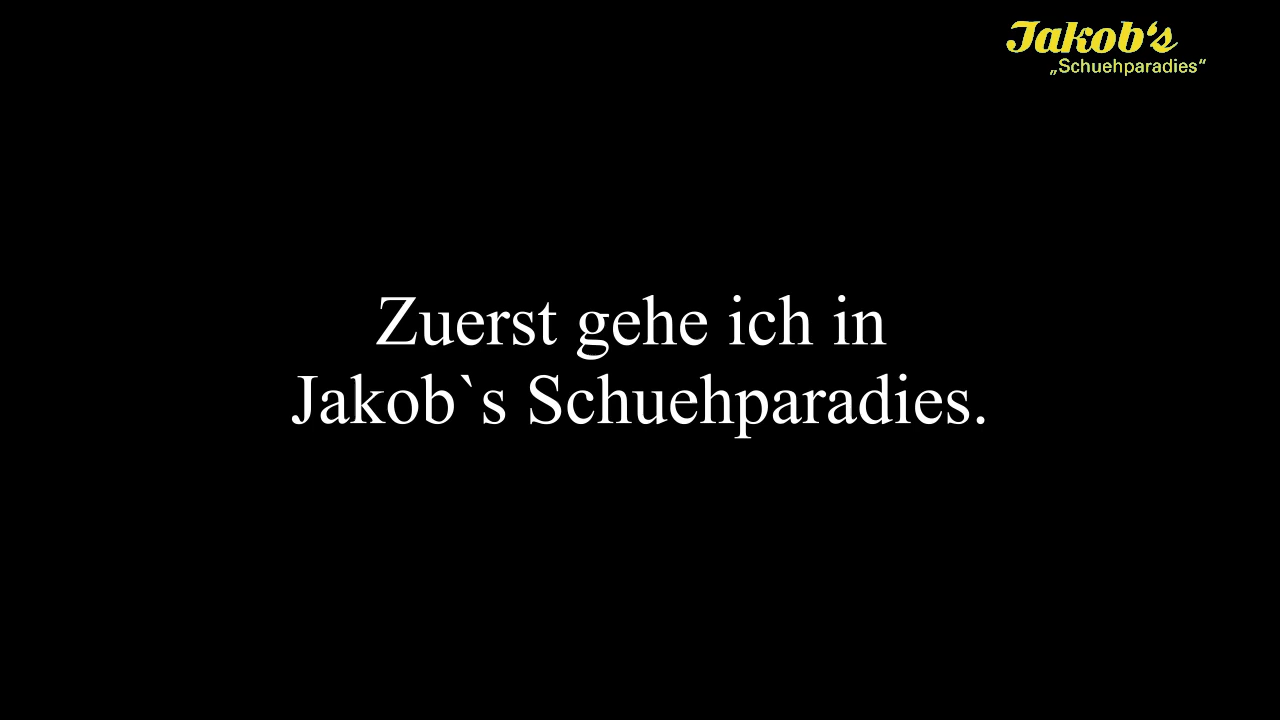 Jakob‘s
„Schuehparadies“
Zuerst gehe ich in
Jakob`s Schuehparadies.